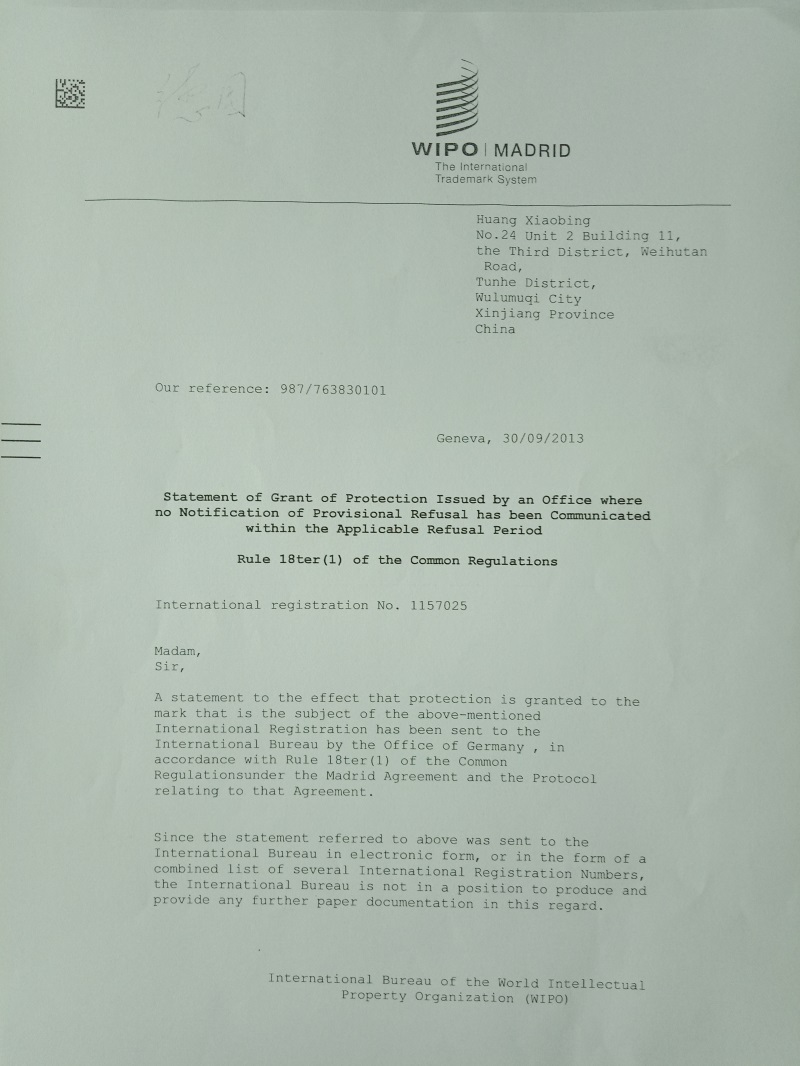 德国
WIPO | MADRID
The International
Trademark System
Huang Xiaobing
No.24 Unit 2 Building 11,
the Third District, Weihutan
Road,
Tunhe District,
Wulumuqi City
Xinjiang Province
China
Our reference: 987/763830101
Geneva, 30/09/2013
Statement of Grant of Protection Issued by an Office where
no Notification of Provisional Refusal has been Communicated
within the Applicable Refusal Period
Rule 18ter(1) of the Common Regulations
International registration No. 1157025
Madam,
Sir,
A statement to the effect that protection is granted to the
mark that is the subject of the above-mentioned
International Registration has been sent to the
International Bureau by the Office of Germany , in
accordance with Rule 18ter(1) of the Common
Regulationsunder the Madrid Agreement and the Protocol
relating to that Agreement.
Since the statement referred to above was sent to the
International Bureau in electronic form, or in the form of a
combined list of several International Registration Numbers,
the International Bureau is not in a position to produce and
provide any further paper documentation in this regard.
International Bureau of the World Intellectual
Property Organization (WIPO)